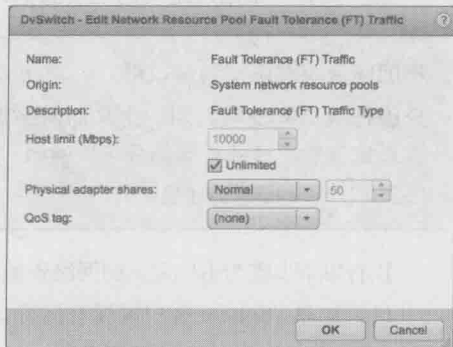 DvSwitch - Edit Network Resource Pool Fault Tolerance (FT) Traffic ?
Name: Fault Tolerance (FT) Traffic
Origin: System network resource pools
Description: Fault Tolerance (FT) Traffic Type
Host limit (Mbps): 10000
Unlimited
Physical adapter shares: Normal 50
QoS tag: (none)
OK Cancel